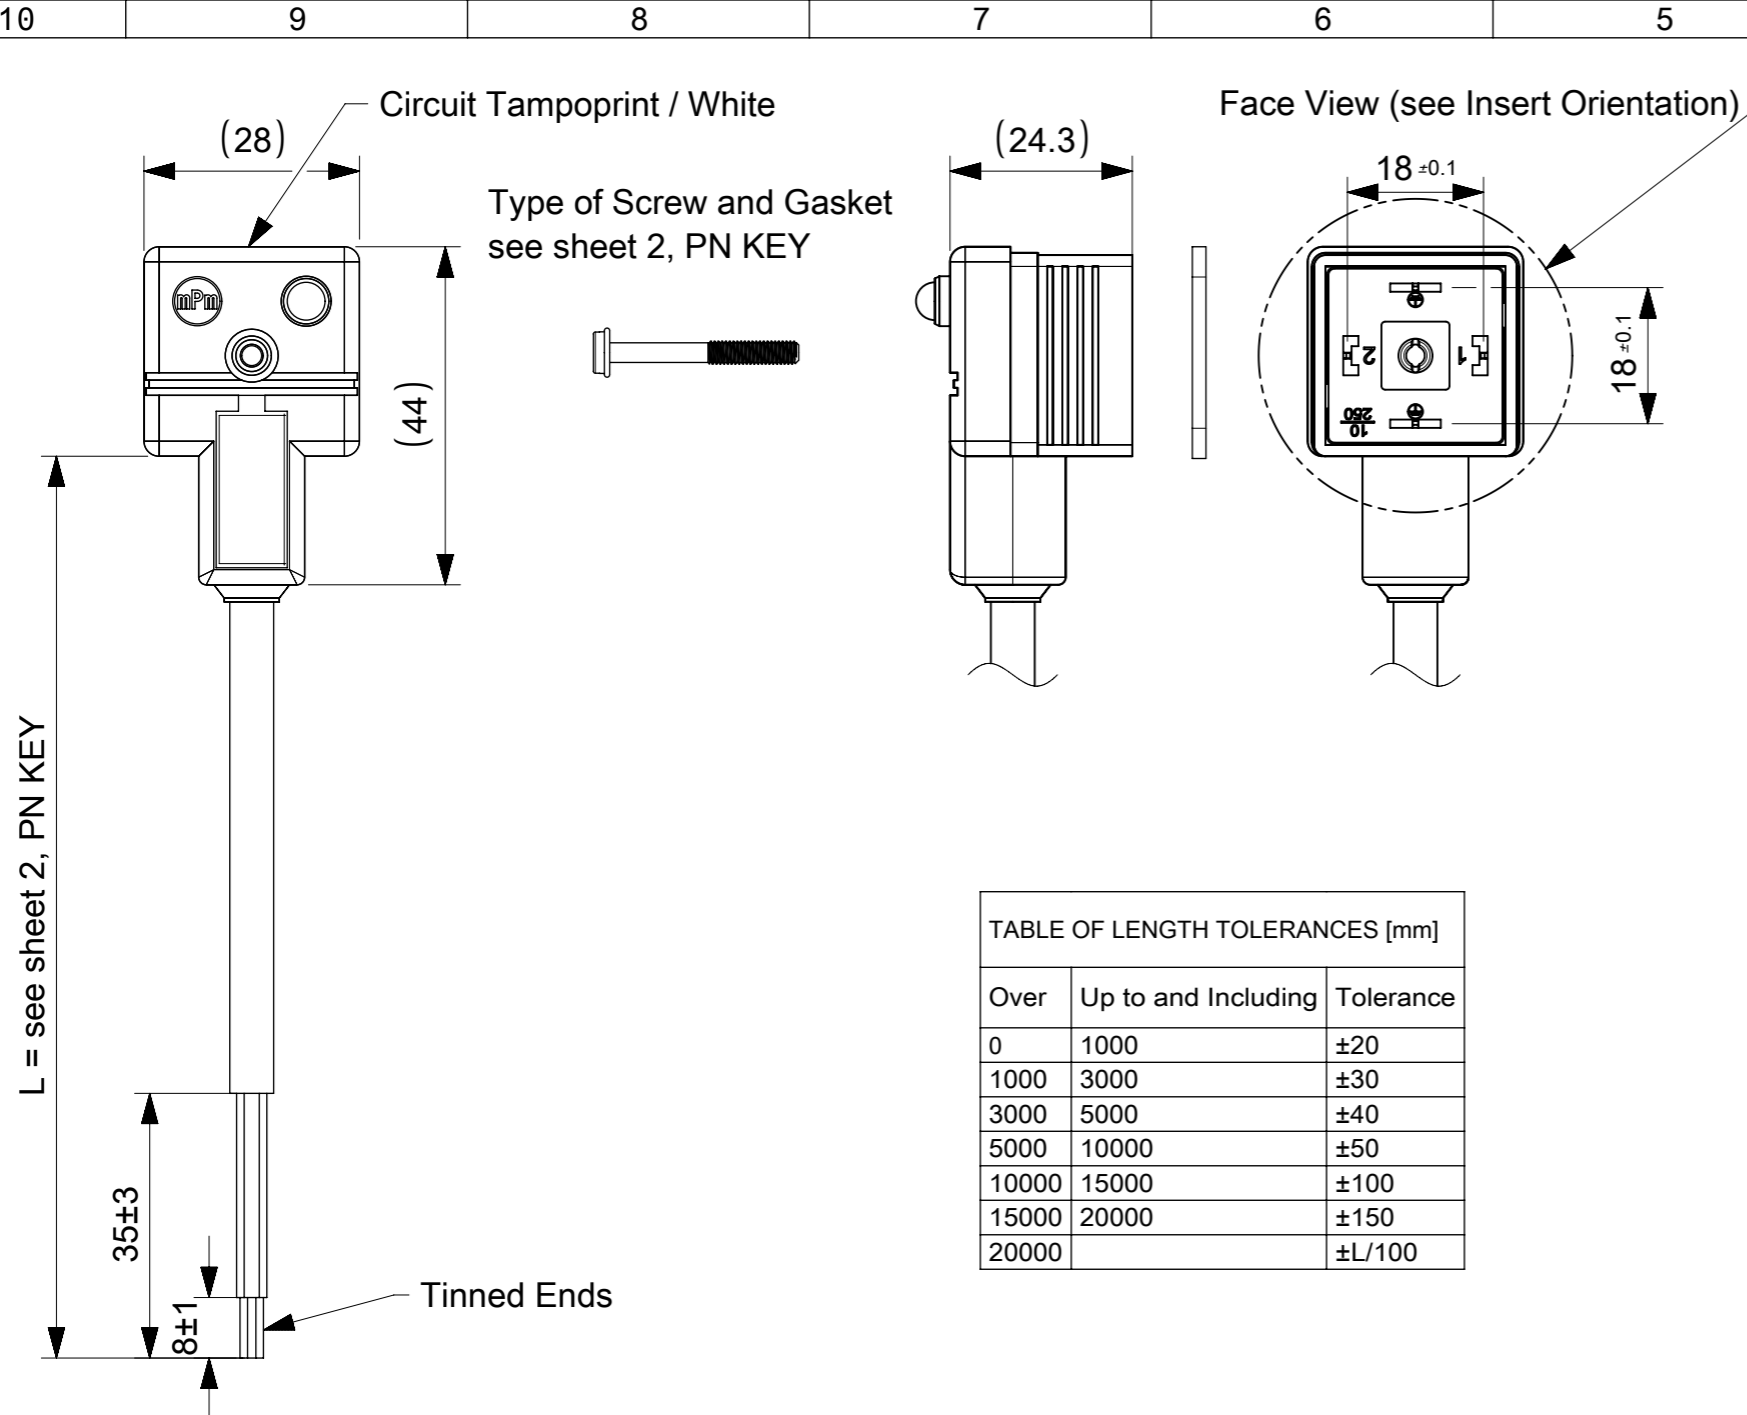 10 9 8 7 6 5
Circuit Tampoprint / White
(28)
Type of Screw and Gasket
see sheet 2, PN KEY
(44)
(24.3)
Face View (see Insert Orientation)
18 ±0.1
18 ±0.1
mPm
2
1
10
250
L = see sheet 2, PN KEY
35±3
8±1
Tinned Ends
TABLE OF LENGTH TOLERANCES [mm]
Over Up to and Including Tolerance
0 1000 ±20
1000 3000 ±30
3000 5000 ±40
5000 10000 ±50
10000 15000 ±100
15000 20000 ±150
20000 ±L/100